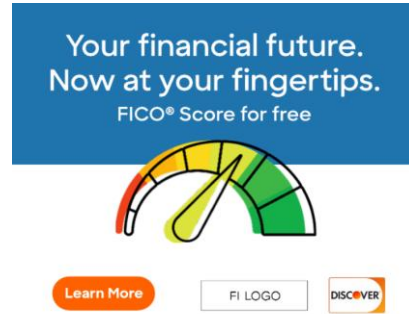 Your financial future.
Now at your fingertips.
FICO® Score for free
Learn More
FI LOGO
DISCOVER